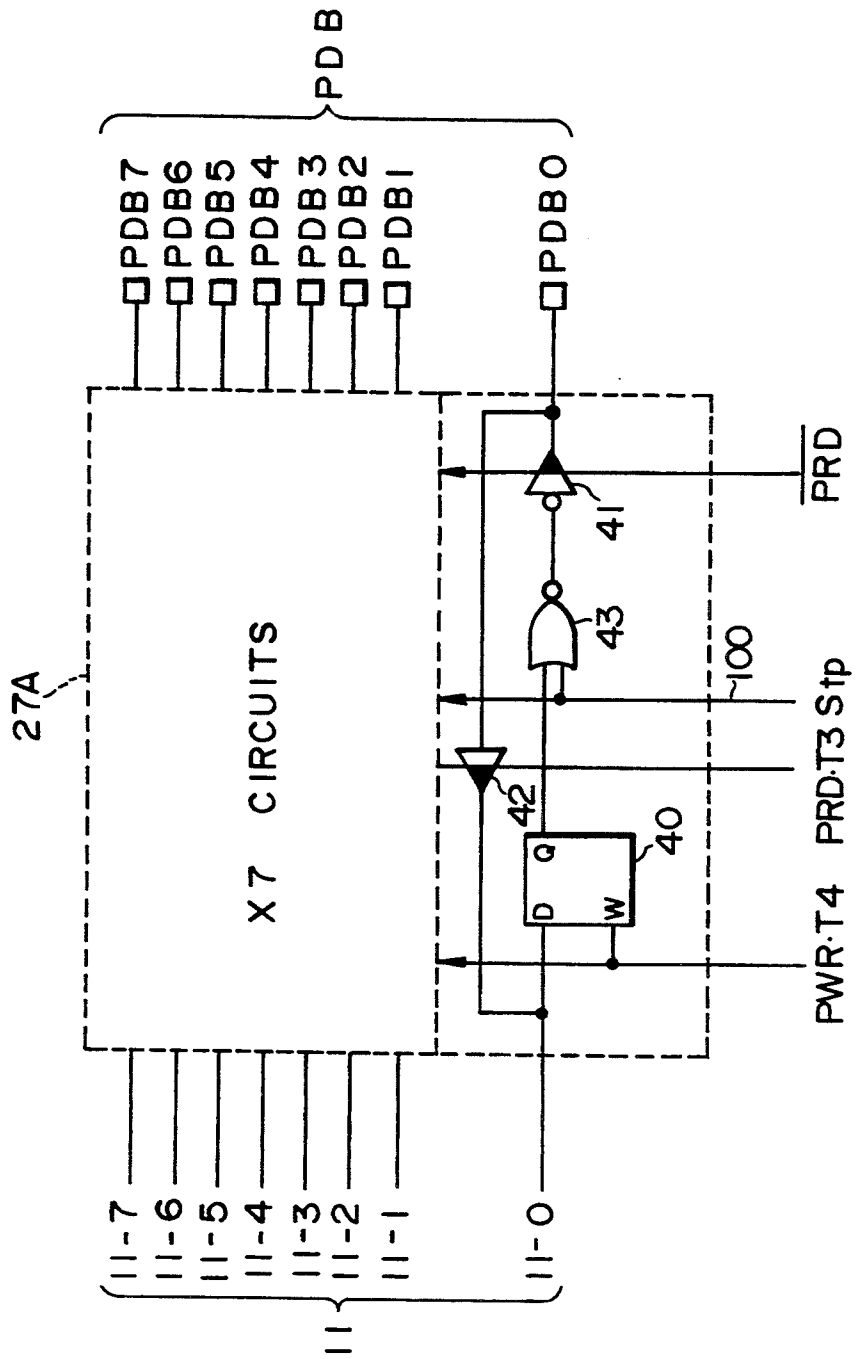 27A
X7 CIRCUITS
11-7
11-6
11-5
11-4
11-3
11-2
11-1
11-0
11
PDB7
PDB6
PDB5
PDB4
PDB3
PDB2
PDB1
PDB0
PDB
D
Q
W
40
41
42
43
100
PWR·T4
PRD·T3
Stp
PRD